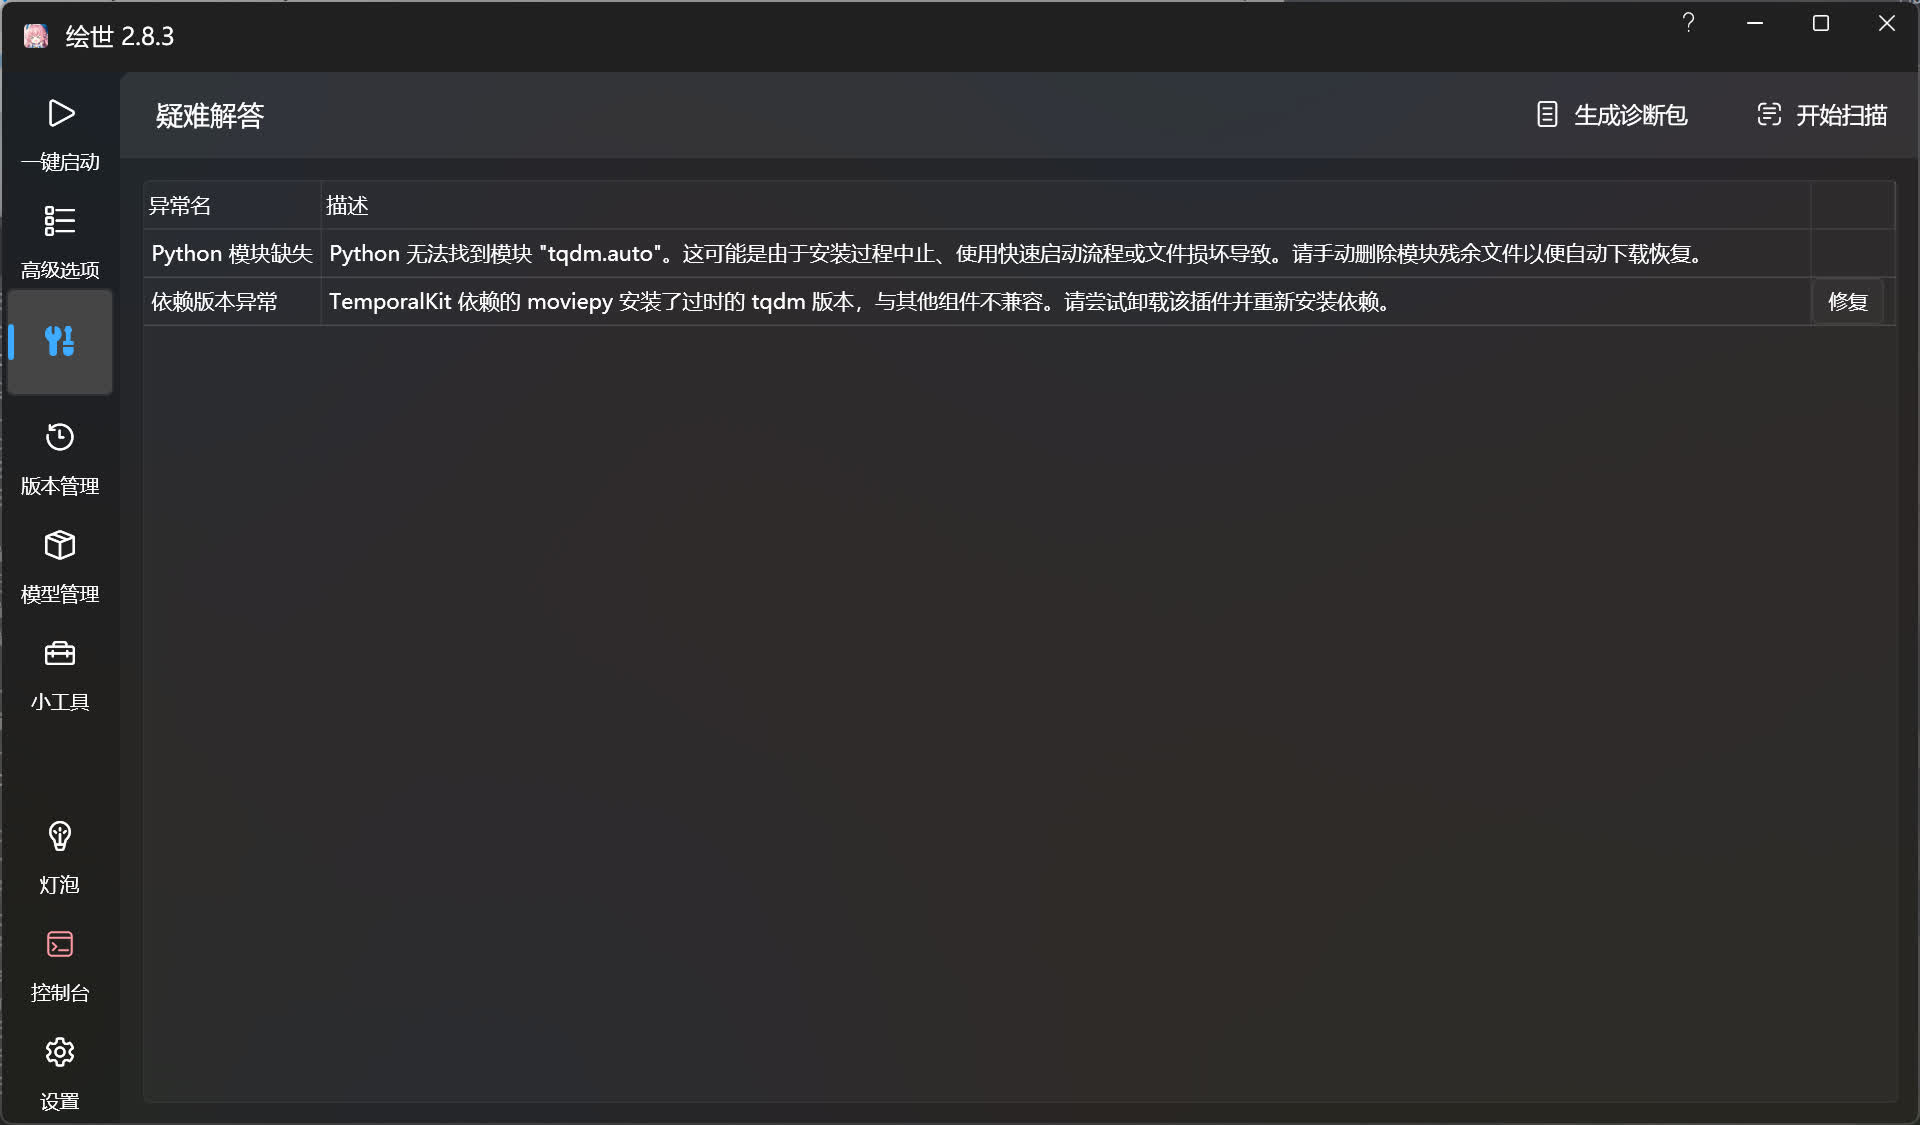 绘世 2.8.3
一键启动
高级选项
版本管理
模型管理
小工具
灯泡
控制台
设置
疑难解答
生成诊断包
开始扫描
异常名 描述
Python 模块缺失 Python 无法找到模块 "tqdm.auto"。这可能是由于安装过程中止、使用快速启动流程或文件损坏导致。请手动删除模块残余文件以便自动下载恢复。
依赖版本异常 TemporalKit 依赖的 moviepy 安装了过时的 tqdm 版本，与其他组件不兼容。请尝试卸载该插件并重新安装依赖。 修复